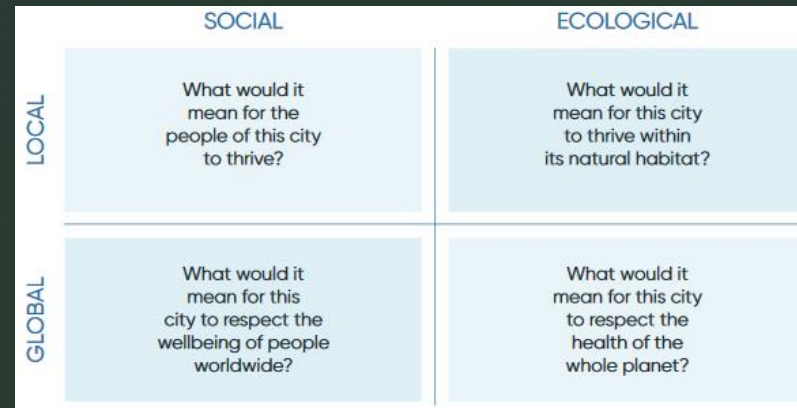 SOCIAL
ECOLOGICAL
LOCAL
What would it
mean for the
people of this city
to thrive?
What would it
mean for this city
to thrive within
its natural habitat?
GLOBAL
What would it
mean for this
city to respect the
wellbeing of people
worldwide?
What would it
mean for this city
to respect the
health of the
whole planet?